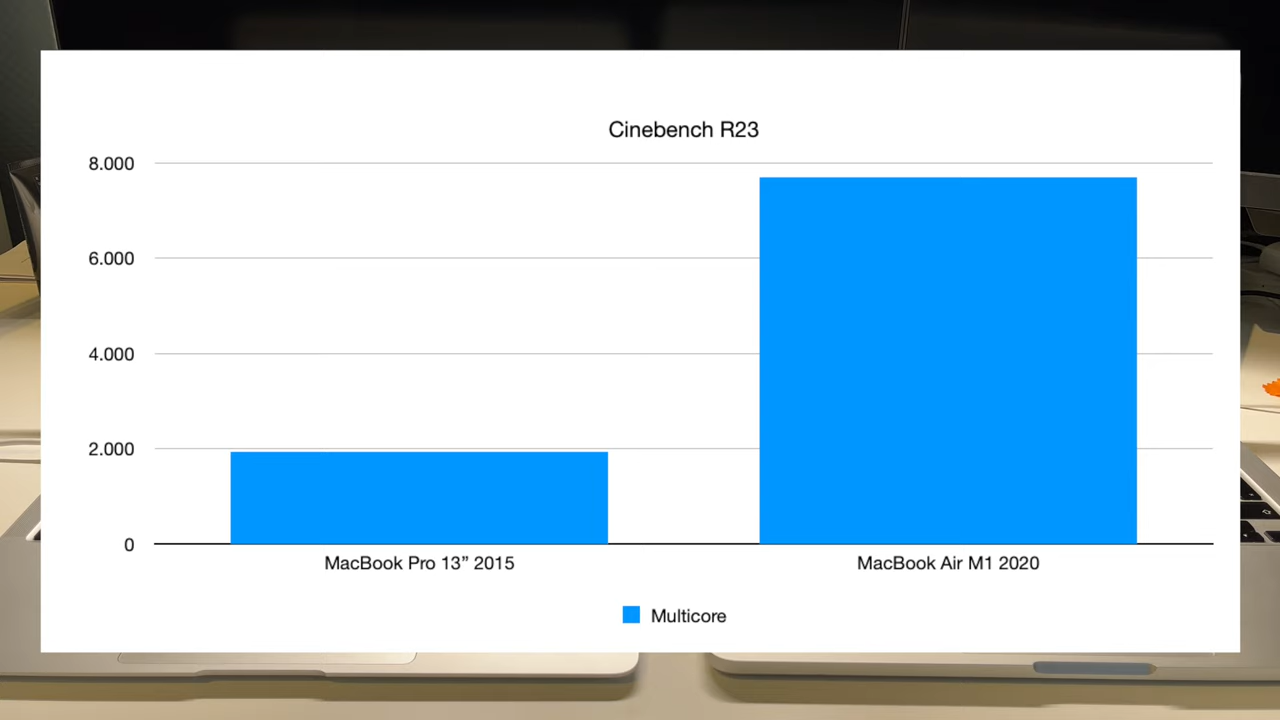 Cinebench R23
8.000
6.000
4.000
2.000
0
MacBook Pro 13” 2015
MacBook Air M1 2020
Multicore